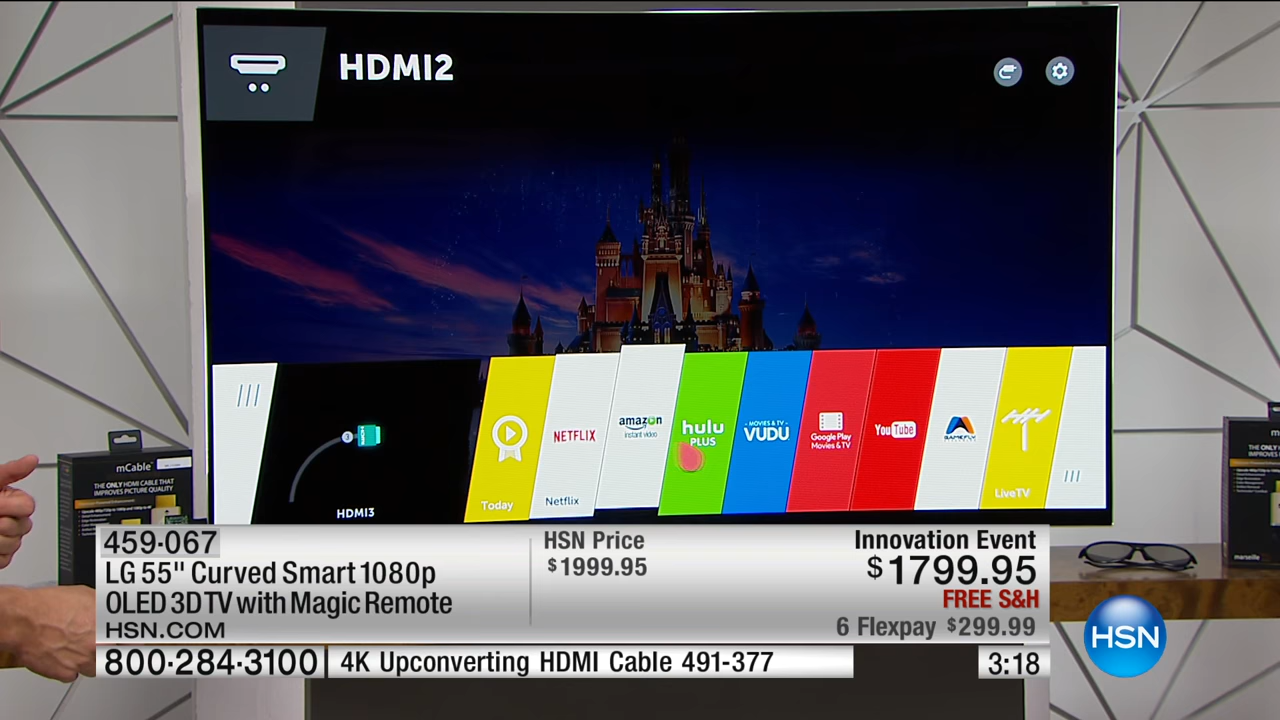 HDMI2
NETFLIX
amazon
instant video
hulu
PLUS
MOVIES & TV
VUDU
Google Play
Movies & TV
YouTube
GAMEFLY
Today
Netflix
LiveTV
HDMI3
mCable
THE ONLY HDMI CABLE THAT
IMPROVES PICTURE QUALITY
marseille
459-067
LG 55" Curved Smart 1080p
OLED 3D TV with Magic Remote
HSN.COM
HSN Price
$1999.95
Innovation Event
$1799.95
FREE S&H
6 Flexpay $299.99
HSN
800·284·3100
4K Upconverting HDMI Cable 491-377
3:18